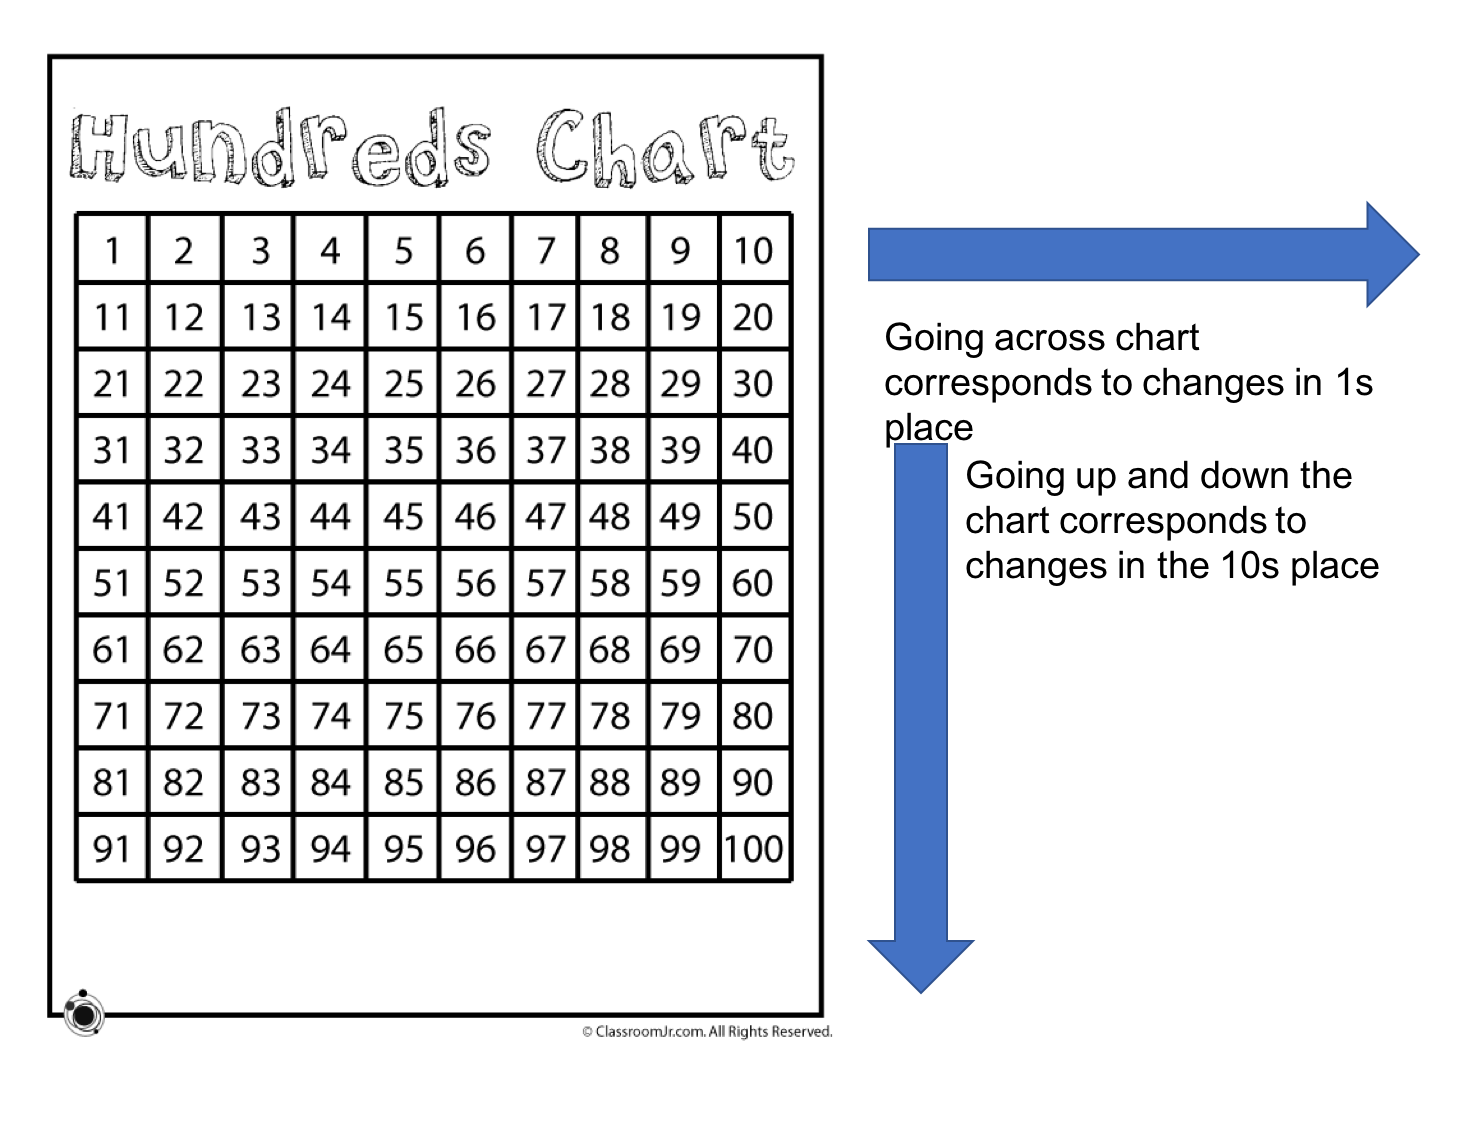 Hundreds Chart
1 2 3 4 5 6 7 8 9 10
11 12 13 14 15 16 17 18 19 20
21 22 23 24 25 26 27 28 29 30
31 32 33 34 35 36 37 38 39 40
41 42 43 44 45 46 47 48 49 50
51 52 53 54 55 56 57 58 59 60
61 62 63 64 65 66 67 68 69 70
71 72 73 74 75 76 77 78 79 80
81 82 83 84 85 86 87 88 89 90
91 92 93 94 95 96 97 98 99 100
© ClassroomJr.com. All Rights Reserved.
Going across chart
corresponds to changes in 1s
place
Going up and down the
chart corresponds to
changes in the 10s place